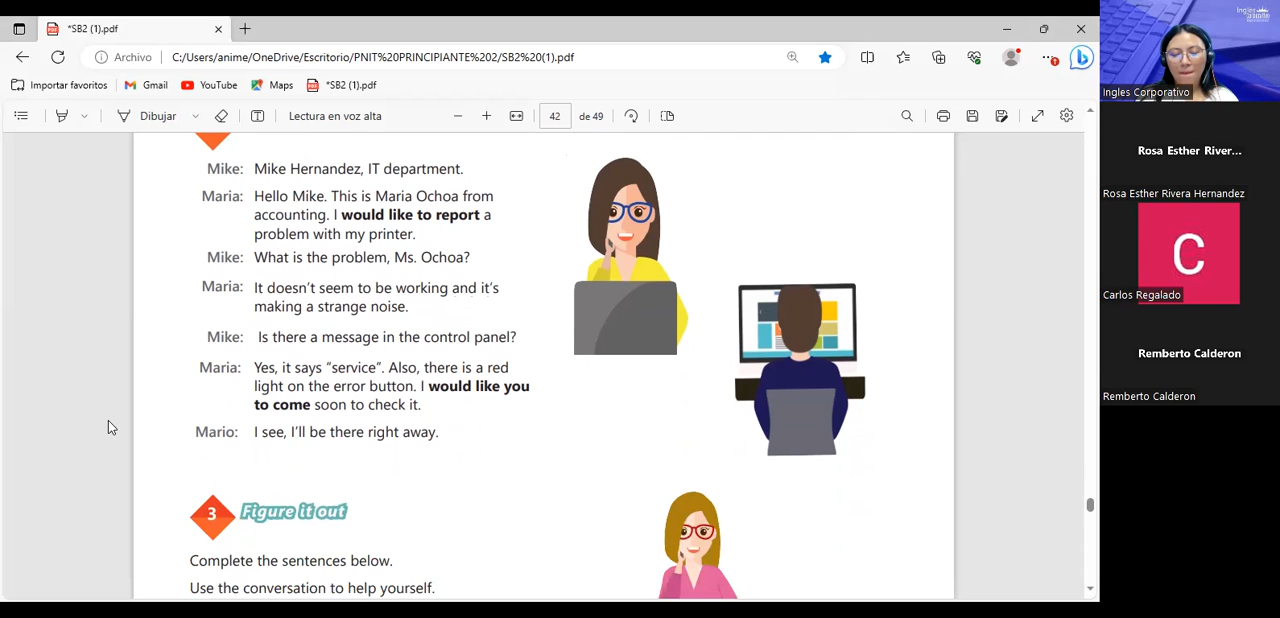 *SB2 (1).pdf
Archivo
C:/Users/anime/OneDrive/Escritorio/PNIT%20PRINCIPIANTE%202/SB2%20(1).pdf
Importar favoritos
Gmail
YouTube
Maps
*SB2 (1).pdf
Dibujar
Lectura en voz alta
42
de 49
Mike: Mike Hernandez, IT department.
Maria: Hello Mike. This is Maria Ochoa from
accounting. I would like to report a
problem with my printer.
Mike: What is the problem, Ms. Ochoa?
Maria: It doesn't seem to be working and it's
making a strange noise.
Mike: Is there a message in the control panel?
Maria: Yes, it says "service". Also, there is a red
light on the error button. I would like you
to come soon to check it.
Mario: I see, I'll be there right away.
3 Figure it out
Complete the sentences below.
Use the conversation to help yourself.
Ingles Corporativo
Rosa Esther River...
Rosa Esther Rivera Hernandez
C
Carlos Regalado
Remberto Calderon
Remberto Calderon